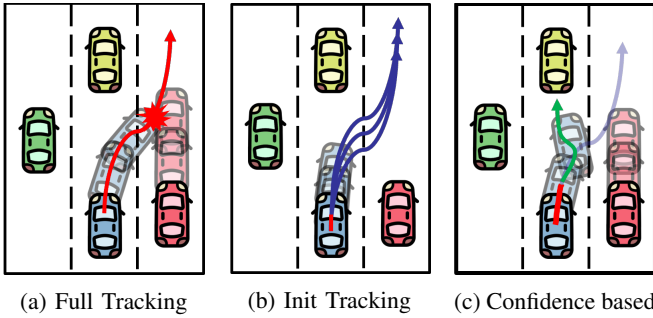 (a) Full Tracking
(b) Init Tracking
(c) Confidence based